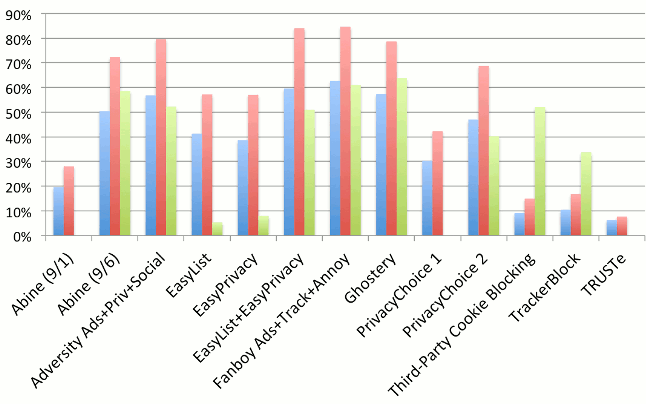 90%
80%
70%
60%
50%
40%
30%
20%
10%
0%
Abine (9/1)
Abine (9/6)
Adversity Ads+Priv+Social
EasyList
EasyPrivacy
EasyList+EasyPrivacy
Fanboy Ads+Track+Annoy
Ghostery
PrivacyChoice 1
PrivacyChoice 2
Third-Party Cookie Blocking
TrackerBlock
TRUSTe